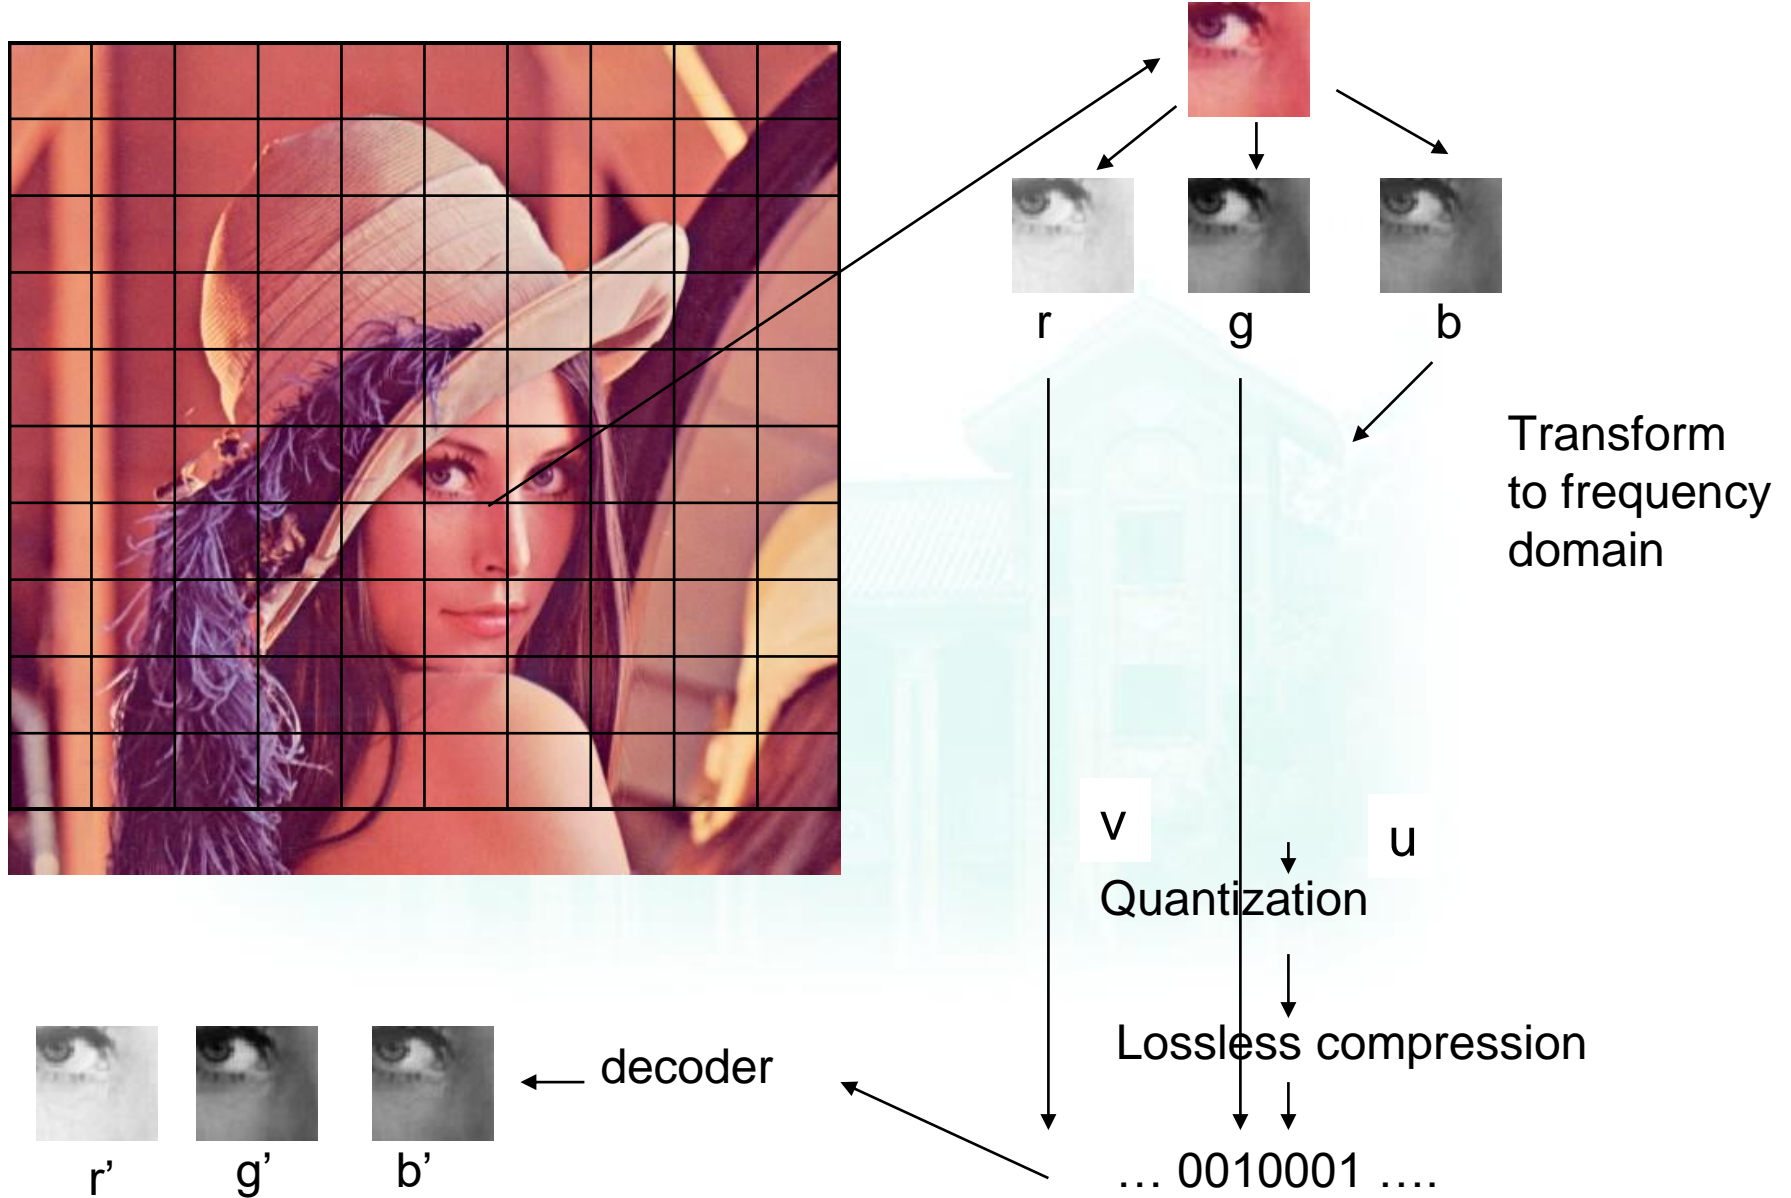 r
g
b
Transform
to frequency
domain
v
u
Quantization
Lossless compression
decoder
… 0010001 ….
r’
g’
b’